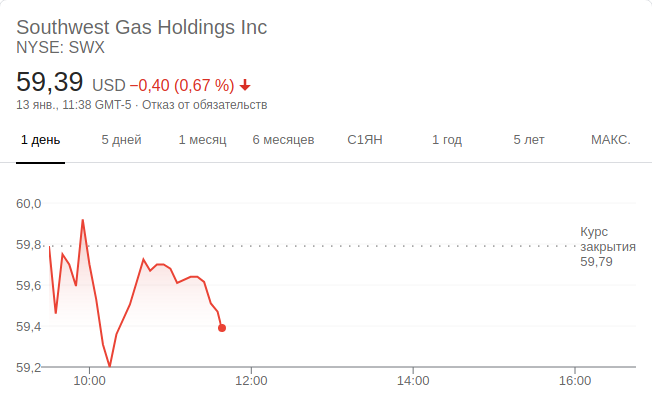 Southwest Gas Holdings Inc
NYSE: SWX
59,39 USD −0,40 (0,67 %)
13 янв., 11:38 GMT-5 · Отказ от обязательств
1 день 5 дней 1 месяц 6 месяцев С1ЯН 1 год 5 лет МАКС.
60,0
59,8
59,6
59,4
59,2
Курс
закрытия
59,79
10:00 12:00 14:00 16:00